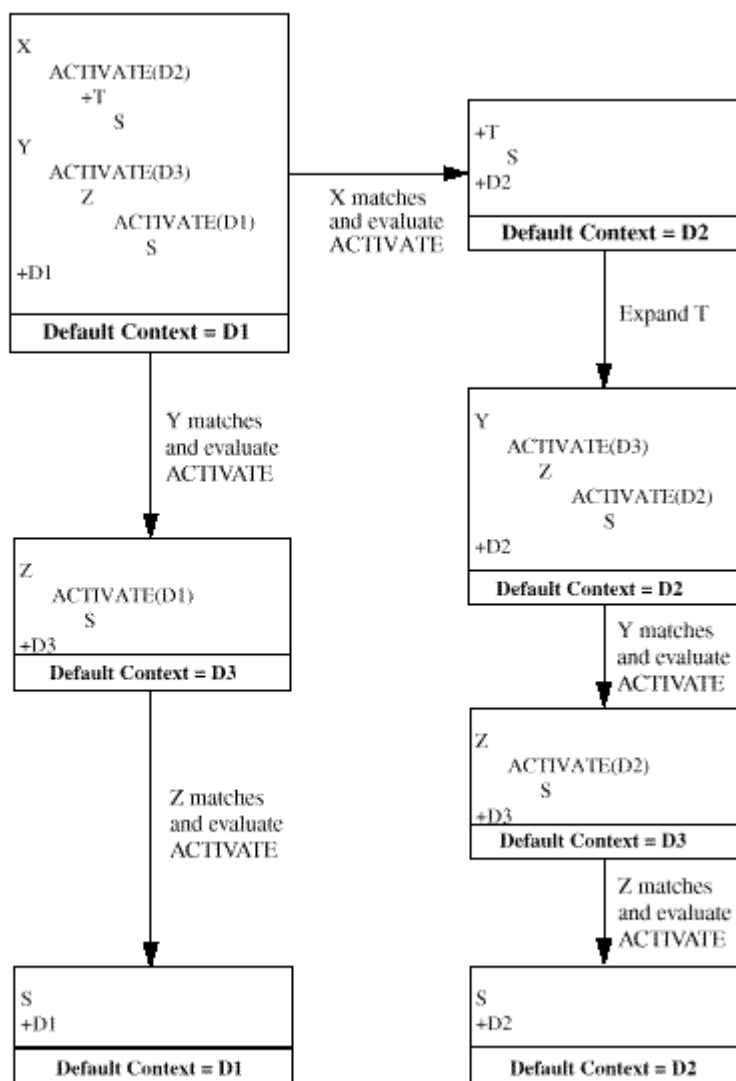 X
ACTIVATE(D2)
+T
S
Y
ACTIVATE(D3)
Z
ACTIVATE(D1)
S
+D1
Default Context = D1
X matches
and evaluate
ACTIVATE
+T
S
+D2
Default Context = D2
Expand T
Y matches
and evaluate
ACTIVATE
Y
ACTIVATE(D3)
Z
ACTIVATE(D2)
S
+D2
Default Context = D2
Z
ACTIVATE(D1)
S
+D3
Default Context = D3
Y matches
and evaluate
ACTIVATE
Z
ACTIVATE(D2)
S
+D3
Default Context = D3
Z matches
and evaluate
ACTIVATE
Z matches
and evaluate
ACTIVATE
S
+D1
Default Context = D1
S
+D2
Default Context = D2